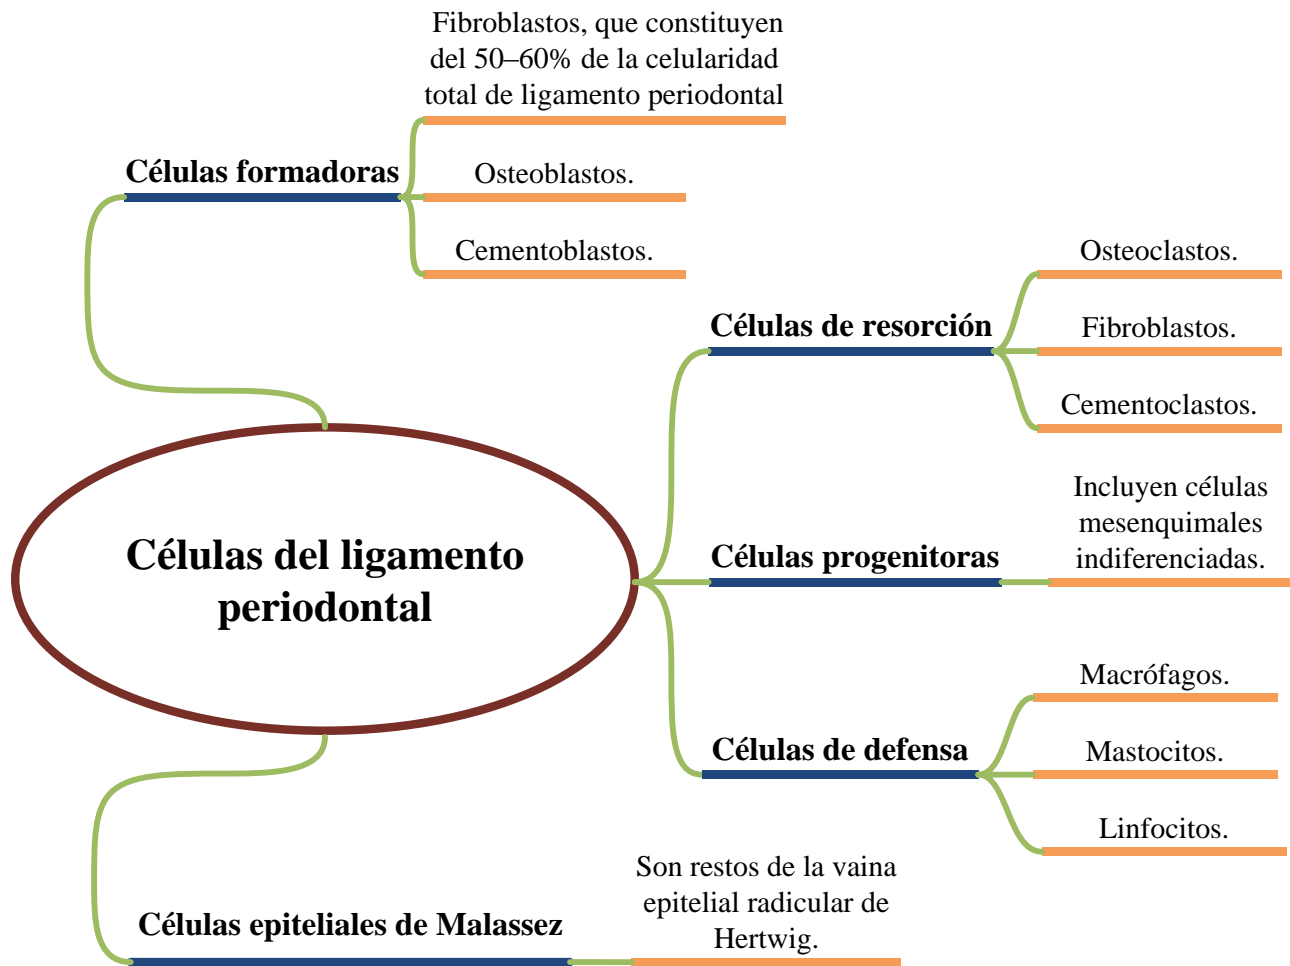 Fibroblastos, que constituyen
del 50–60% de la celularidad
total de ligamento periodontal
Células formadoras
Osteoblastos.
Cementoblastos.
Osteoclastos.
Células de resorción
Fibroblastos.
Cementoclastos.
Células del ligamento
periodontal
Incluyen células
mesenquimales
indiferenciadas.
Células progenitoras
Macrófagos.
Células de defensa
Mastocitos.
Linfocitos.
Son restos de la vaina
epitelial radicular de
Hertwig.
Células epiteliales de Malassez